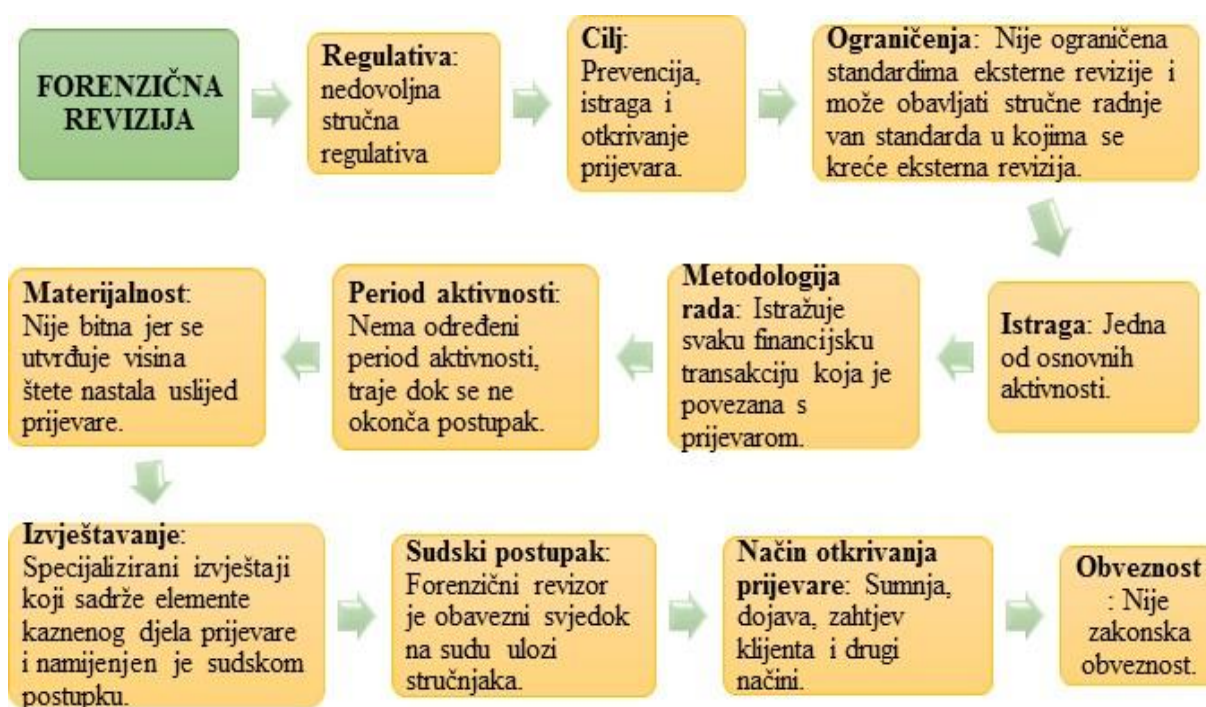 FORENZIČNA
REVIZIJA
Regulativa:
nedovoljna
stručna
regulativa
Cilj:
Prevencija,
istraga i
otkrivanje
prijevara.
Ograničenja: Nije ograničena
standardima eksterne revizije i
može obavljati stručne radnje
van standarda u kojima se
kreće eksterna revizija.
Istraga: Jedna
od osnovnih
aktivnosti.
Metodologija
rada: Istražuje
svaku financijsku
transakciju koja je
povezana s
prijevarom.
Period aktivnosti:
Nema određeni
period aktivnosti,
traje dok se ne
okonča postupak.
Materijalnost:
Nije bitna jer se
utvrđuje visina
štete nastala uslijed
prijevare.
Izvještavanje:
Specijalizirani izvještaji
koji sadrže elemente
kaznenog djela prijevare
i namijenjen je sudskom
postupku.
Sudski postupak:
Forenzični revizor
je obavezni svjedok
na sudu ulozi
stručnjaka.
Način otkrivanja
prijevare: Sumnja,
dojava, zahtjev
klijenta i drugi
načini.
Obveznost
: Nije
zakonska
obveznost.